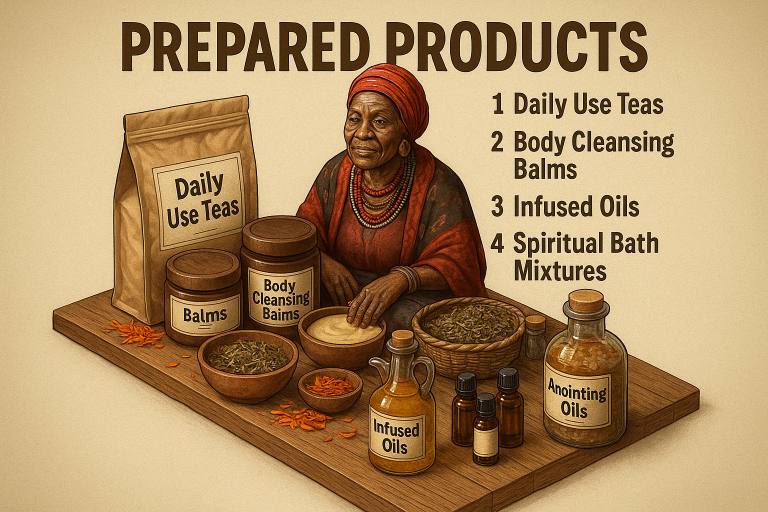 PREPARED PRODUCTS
1 Daily Use Teas
2 Body Cleansing
Balms
3 Infused Oils
4 Spiritual Bath
Mixtures
Daily
Use Teas
Balms
Body
Cleansing
Baims
Infused
Oils
Anointing
Oils